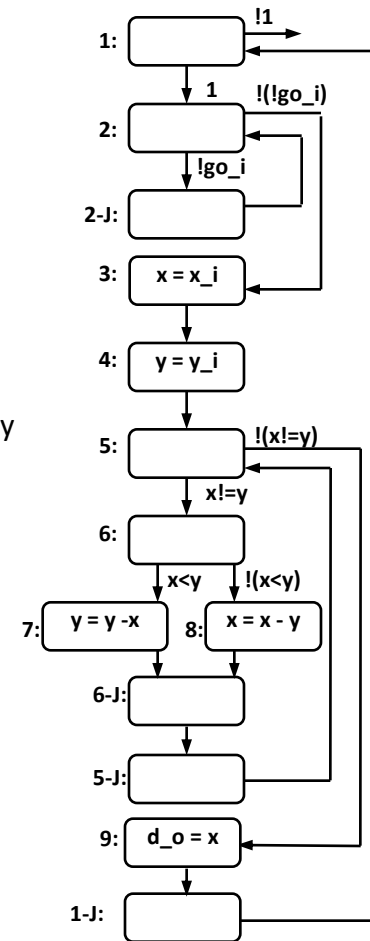 !1
1:
1
!(!go_i)
2:
!go_i
2-J:
3:
x = x_i
4:
y = y_i
y
5:
!(x!=y)
x!=y
6:
x<y
!(x<y)
7:
y = y -x
8:
x = x - y
6-J:
5-J:
9:
d_o = x
1-J: